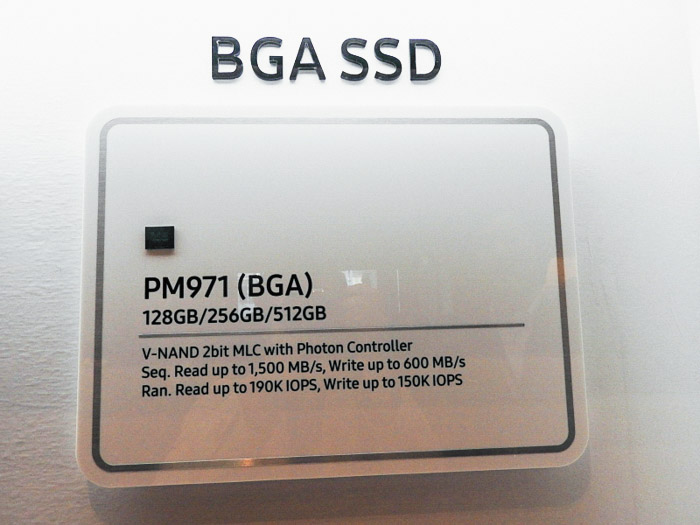 BGA SSD
PM971 (BGA)
128GB/256GB/512GB
V-NAND 2bit MLC with Photon Controller
Seq. Read up to 1,500 MB/s, Write up to 600 MB/s
Ran. Read up to 190K IOPS, Write up to 150K IOPS